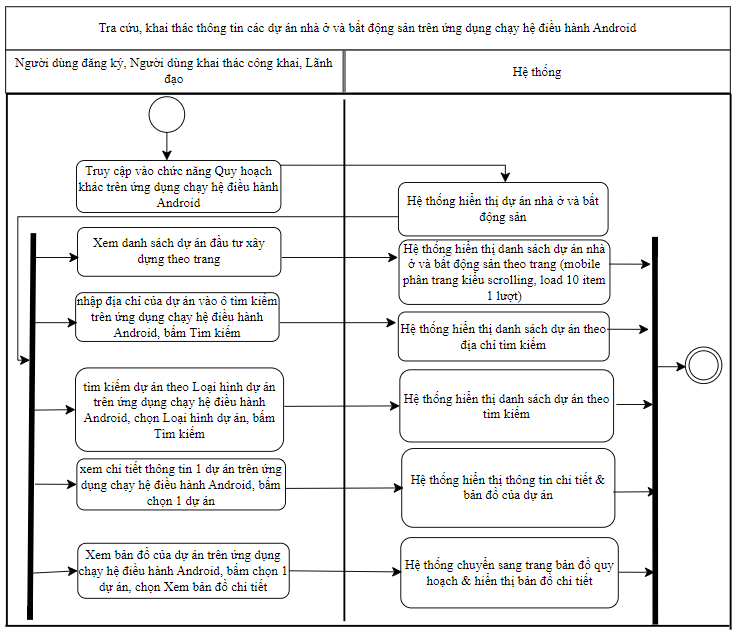 Tra cứu, khai thác thông tin các dự án nhà ở và bất động sản trên ứng dụng chạy hệ điều hành Android
Người dùng đăng ký, Người dùng khai thác công khai, Lãnh
đạo
Hệ thống
Truy cập vào chức năng Quy hoạch
khác trên ứng dụng chạy hệ điều hành
Android
Hệ thống hiển thị dự án nhà ở và bất
động sản
Xem danh sách dự án đầu tư xây
dựng theo trang
Hệ thống hiển thị danh sách dự án nhà
ở và bất động sản theo trang (mobile
phân trang kiểu scrolling, load 10 item
1 lượt)
nhập địa chỉ của dự án vào ô tìm kiếm
trên ứng dụng chạy hệ điều hành
Android, bấm Tìm kiếm
Hệ thống hiển thị danh sách dự án theo
địa chỉ tìm kiếm
tìm kiếm dự án theo Loại hình dự án
trên ứng dụng chạy hệ điều hành
Android, chọn Loại hình dự án, bấm
Tìm kiếm
Hệ thống hiển thị danh sách dự án theo
tìm kiếm
xem chi tiết thông tin 1 dự án trên ứng
dụng chạy hệ điều hành Android, bấm
chọn 1 dự án
Hệ thống hiển thị thông tin chi tiết &
bản đồ của dự án
Xem bản đồ của dự án trên ứng dụng
chạy hệ điều hành Android, bấm chọn 1
dự án, chọn Xem bản đồ chi tiết
Hệ thống chuyển sang trang bản đồ quy
hoạch & hiển thị bản đồ chi tiết